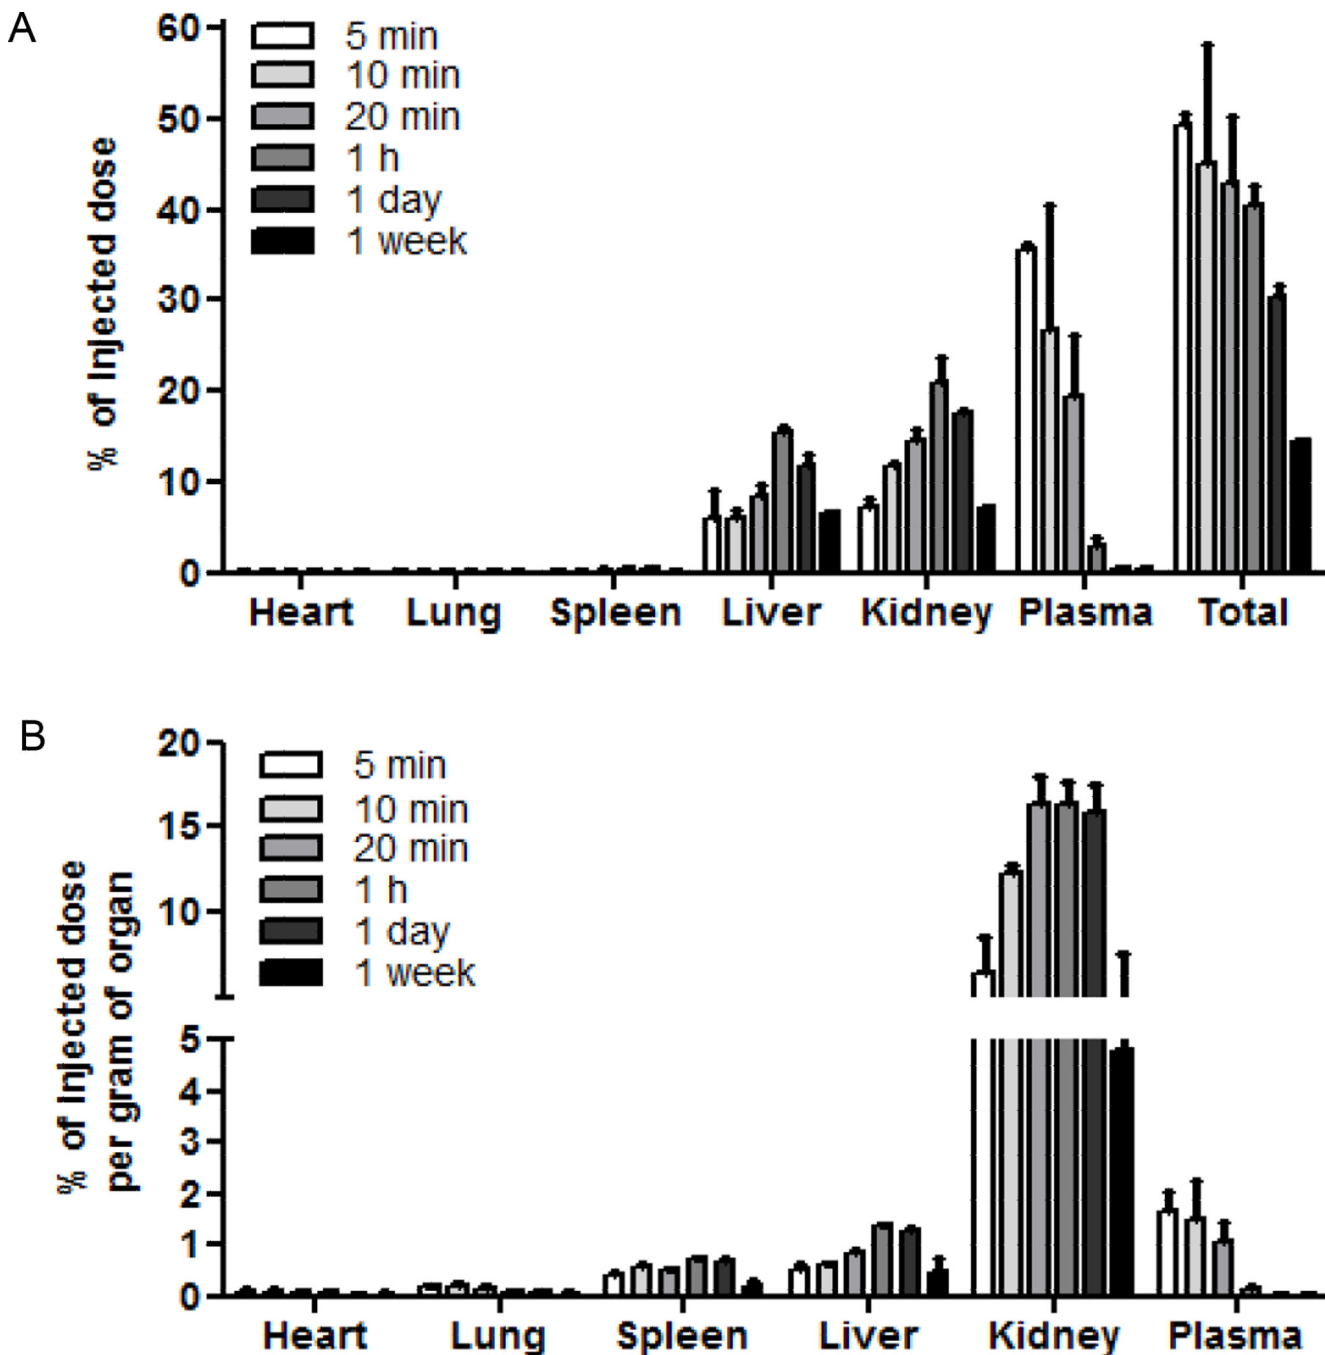 A
% of Injected dose
60
50
40
30
20
10
0
5 min
10 min
20 min
1 h
1 day
1 week
Heart Lung Spleen Liver Kidney Plasma Total
B
% of Injected dose
per gram of organ
20
15
10
5
4
3
2
1
0
5 min
10 min
20 min
1 h
1 day
1 week
Heart Lung Spleen Liver Kidney Plasma